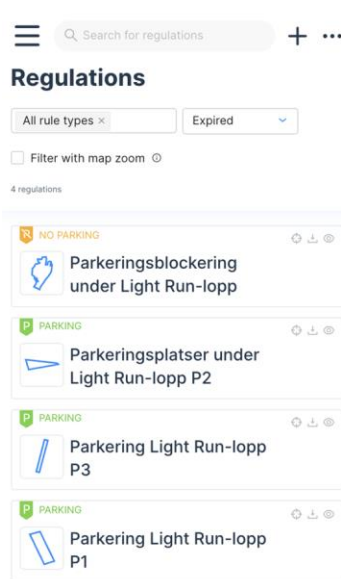 Search for regulations
Regulations
All rule types ×
Expired
Filter with map zoom
4 regulations
NO PARKING
Parkeringsblockering
under Light Run-lopp
P PARKING
Parkeringsplatser under
Light Run-lopp P2
P PARKING
Parkering Light Run-lopp
P3
P PARKING
Parkering Light Run-lopp
P1